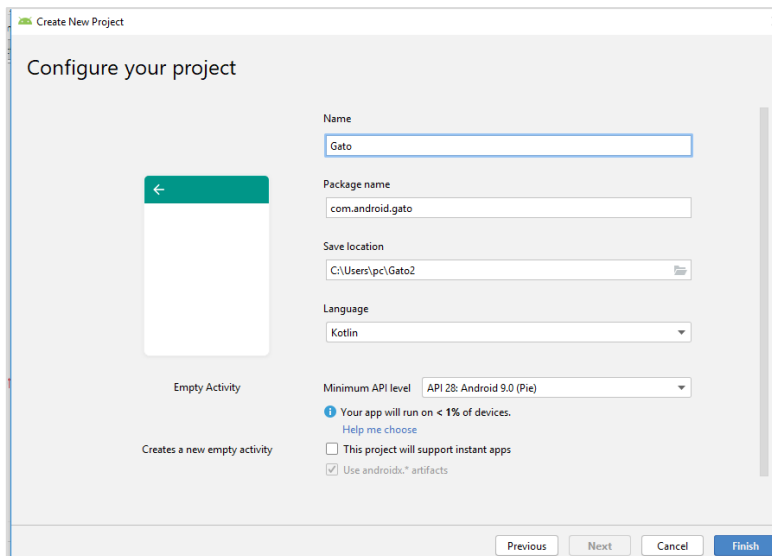 Create New Project
Configure your project
Name
Gato
Package name
com.android.gato
Save location
C:\Users\pc\Gato2
Language
Kotlin
Empty Activity
Minimum API level API 28: Android 9.0 (Pie)
Your app will run on < 1% of devices.
Help me choose
Creates a new empty activity
This project will support instant apps
Use androidx.* artifacts
Previous Next Cancel Finish